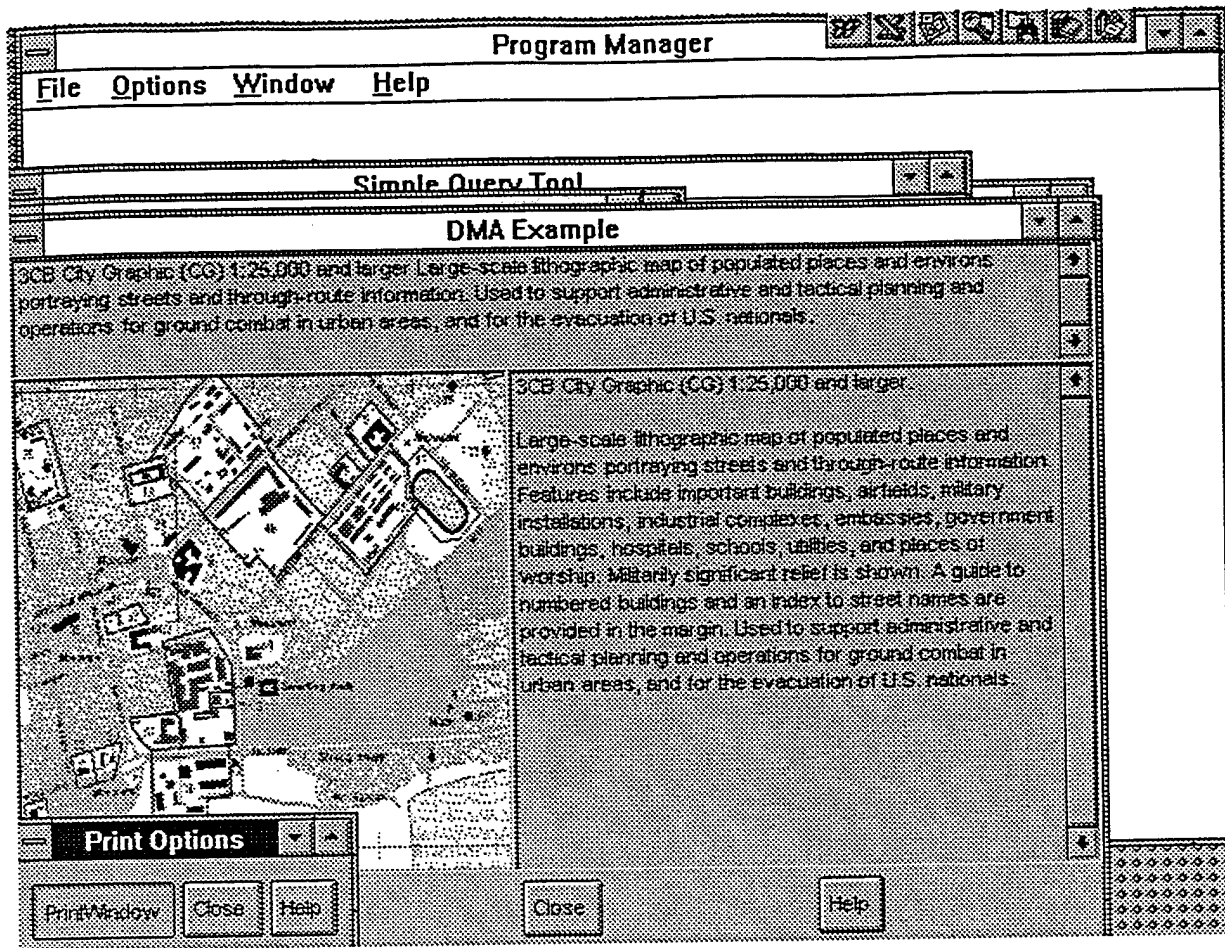 Program Manager
File Options Window Help
Simple Query Tool
DMA Example
3CB City Graphic (CG) 1:25,000 and larger Large-scale lithographic map of populated places and environs
portraying streets and through-route information. Used to support administrative and tactical planning and
operations for ground combat in urban areas, and for the evacuation of U.S. nationals.
3CB City Graphic (CG) 1:25,000 and larger
Large-scale lithographic map of populated places and
environs portraying streets and through-route information.
Features include important buildings, airfields, military
installations, industrial complexes, embassies, government
buildings, hospitals, schools, utilities, and places of
worship. Militarily significant relief is shown. A guide to
numbered buildings and an index to street names are
provided in the margin. Used to support administrative and
tactical planning and operations for ground combat in
urban areas, and for the evacuation of U.S. nationals.
Print Options
PrintWindow Close Help
Close Help